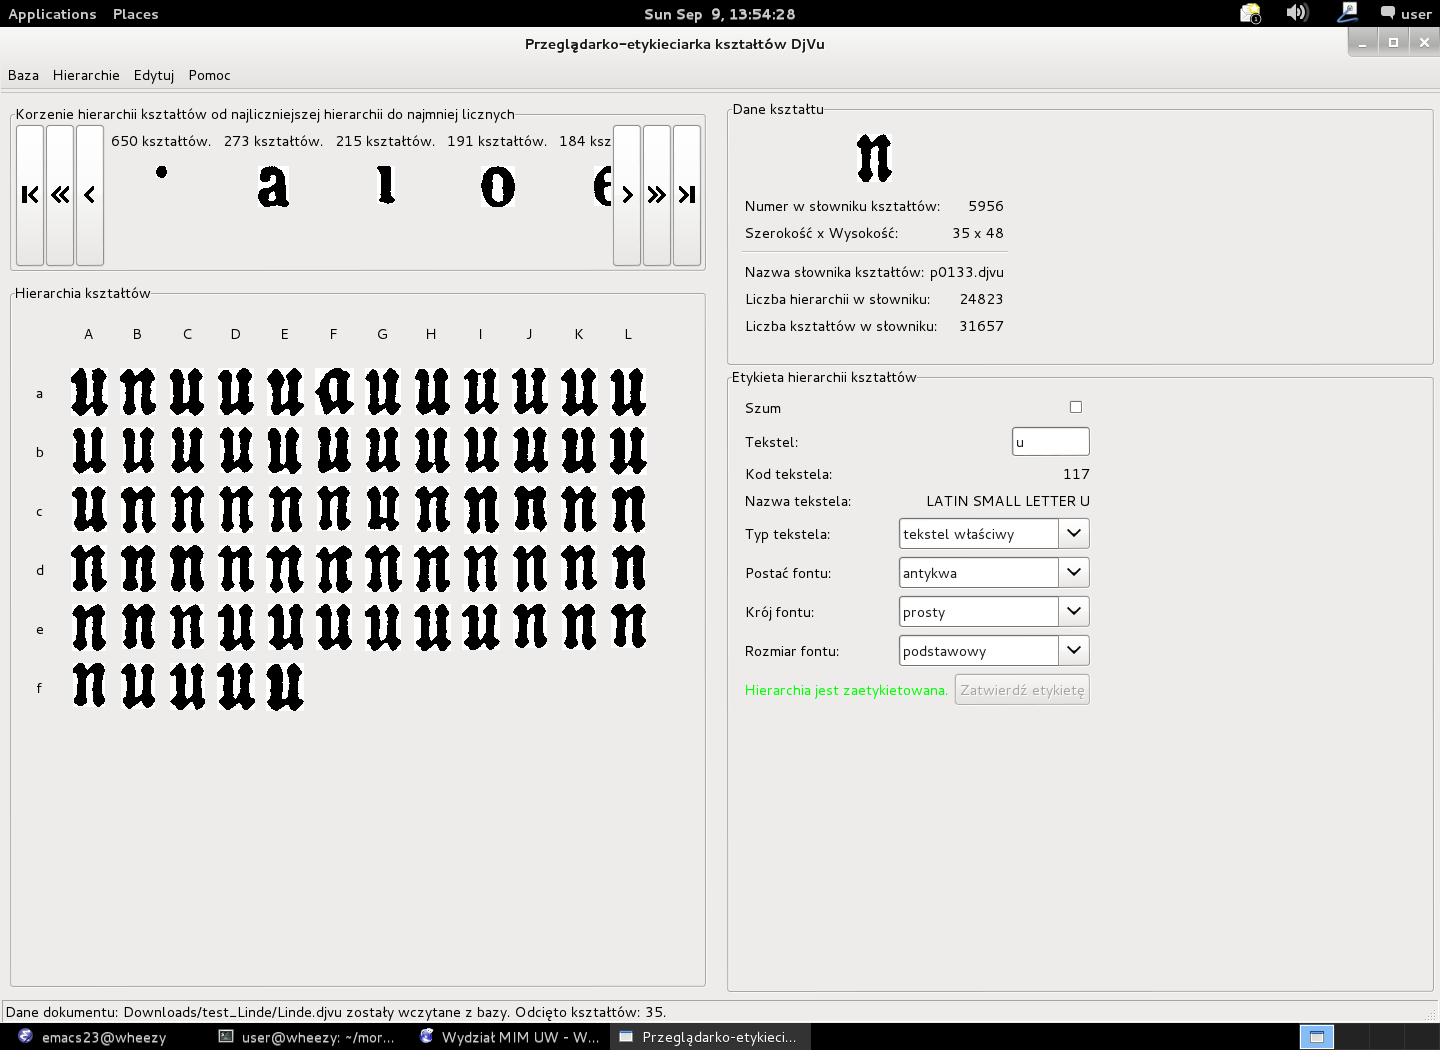 Applications Places Sun Sep 9, 13:54:28 1 user
Przeglądarko-etykieciarka kształtów DjVu
Baza Hierarchie Edytuj Pomoc
Korzenie hierarchii kształtów od najliczniejszej hierarchii do najmniej licznych
650 kształtów. 273 kształtów. 215 kształtów. 191 kształtów. 184 ksz
a ı o e
Hierarchia kształtów
A B C D E F G H I J K L
a u n u u u a u u u u u u
b u u u u u u u u u u u u
c u n n n n n u n n n n n
d n n n n n n n n n n n n
e n n n u u u u u u n n n
f n u u u u
Dane kształtu
n
Numer w słowniku kształtów: 5956
Szerokość x Wysokość: 35 x 48
Nazwa słownika kształtów: p0133.djvu
Liczba hierarchii w słowniku: 24823
Liczba kształtów w słowniku: 31657
Etykieta hierarchii kształtów
Szum
Tekstel: u
Kod tekstela: 117
Nazwa tekstela: LATIN SMALL LETTER U
Typ tekstela: tekstel właściwy
Postać fontu: antykwa
Krój fontu: prosty
Rozmiar fontu: podstawowy
Hierarchia jest zaetykietowana. Zatwierdź etykietę
Dane dokumentu: Downloads/test_Linde/Linde.djvu zostały wczytane z bazy. Odcięto kształtów: 35.
emacs23@wheezy user@wheezy: ~/mor... Wydział MIM UW - W... Przeglądarko-etykieci...